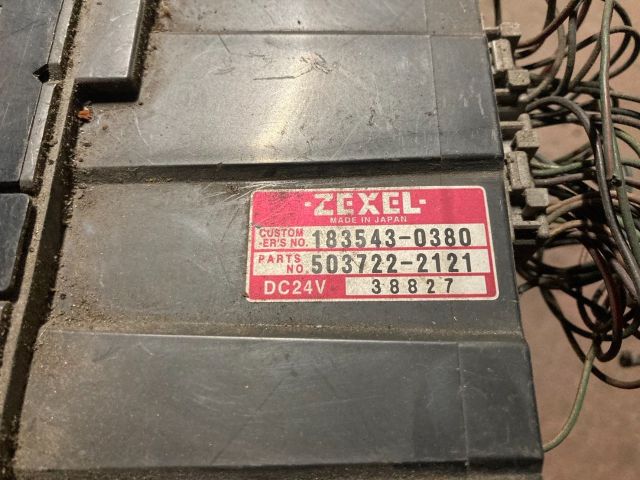 -ZEXEL-
MADE IN JAPAN
CUSTOM
-ER'S NO. 183543-0380
PARTS
NO. 503722-2121
DC24V 38827